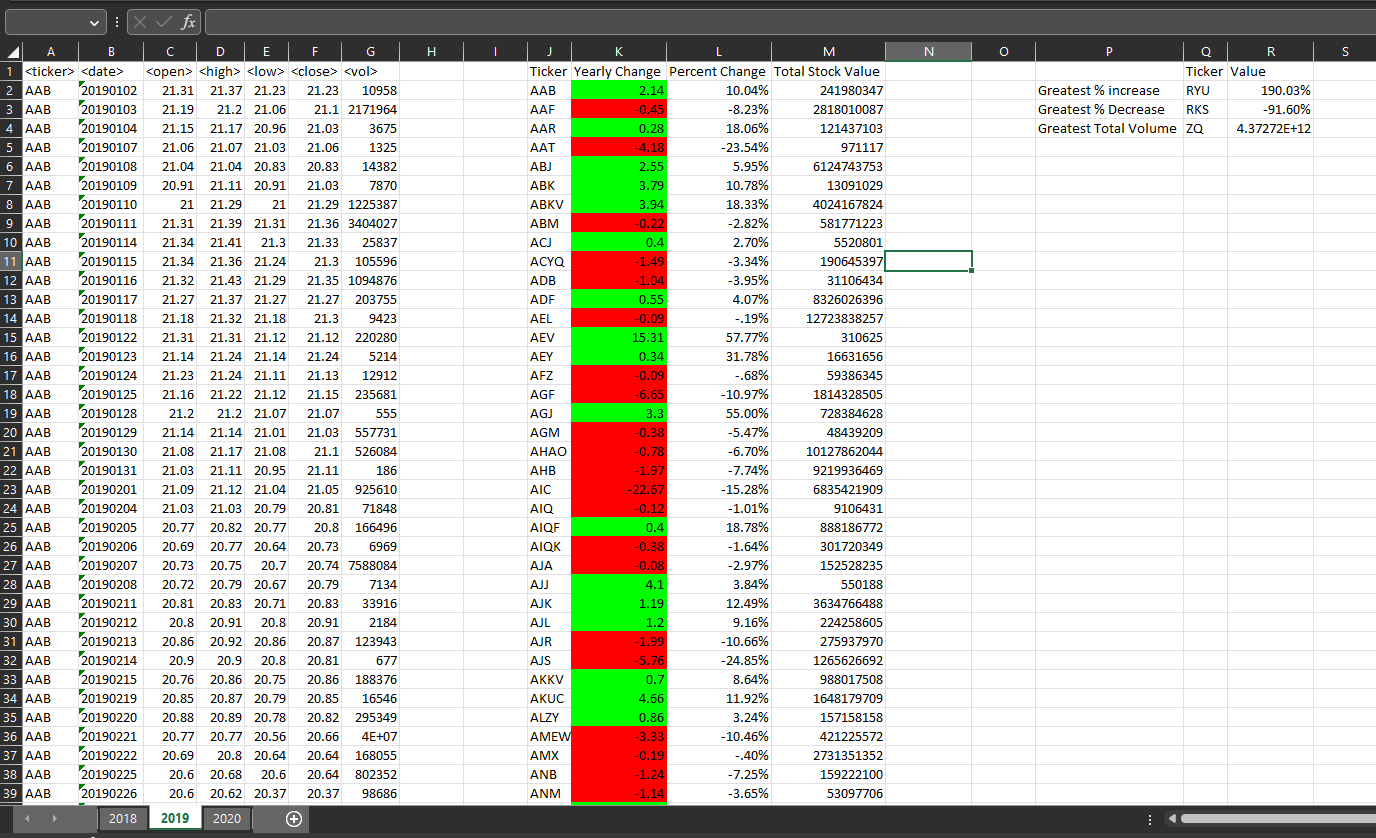 fx
A B C D E F G H I J K L M N O P Q R S
1 <ticker> <date> <open> <high> <low> <close> <vol> Ticker Yearly Change Percent Change Total Stock Value Ticker Value
2 AAB 20190102 21.31 21.37 21.23 21.23 10958 AAB 2.14 10.04% 241980347 Greatest % increase RYU 190.03%
3 AAB 20190103 21.19 21.2 21.06 21.1 2171964 AAF -0.45 -8.23% 2818010087 Greatest % Decrease RKS -91.60%
4 AAB 20190104 21.15 21.17 20.96 21.03 3675 AAR 0.28 18.06% 121437103 Greatest Total Volume ZQ 4.37272E+12
5 AAB 20190107 21.06 21.07 21.03 21.06 1325 AAT -4.18 -23.54% 971117
6 AAB 20190108 21.04 21.04 20.83 20.83 14382 ABJ 2.55 5.95% 6124743753
7 AAB 20190109 20.91 21.11 20.91 21.03 7870 ABK 3.79 10.78% 13091029
8 AAB 20190110 21 21.29 21 21.29 1225387 ABKV 3.94 18.33% 4024167824
9 AAB 20190111 21.31 21.39 21.31 21.36 3404027 ABM -0.22 -2.82% 581771223
10 AAB 20190114 21.34 21.41 21.3 21.33 25837 ACJ 0.4 2.70% 5520801
11 AAB 20190115 21.34 21.36 21.24 21.3 105596 ACYQ -1.49 -3.34% 190645397
12 AAB 20190116 21.32 21.43 21.29 21.35 1094876 ADB -1.04 -3.95% 31106434
13 AAB 20190117 21.27 21.37 21.27 21.27 203755 ADF 0.55 4.07% 8326026396
14 AAB 20190118 21.18 21.32 21.18 21.3 9423 AEL -0.09 -.19% 12723838257
15 AAB 20190122 21.31 21.31 21.12 21.12 220280 AEV 15.31 57.77% 310625
16 AAB 20190123 21.14 21.24 21.14 21.24 5214 AEY 0.34 31.78% 16631656
17 AAB 20190124 21.23 21.24 21.11 21.13 12912 AFZ -0.09 -.68% 59386345
18 AAB 20190125 21.16 21.22 21.12 21.15 235681 AGF -6.65 -10.97% 1814328505
19 AAB 20190128 21.2 21.2 21.07 21.07 555 AGJ 3.3 55.00% 728384628
20 AAB 20190129 21.14 21.14 21.01 21.03 557731 AGM -0.38 -5.47% 48439209
21 AAB 20190130 21.08 21.17 21.08 21.1 526084 AHAO -0.78 -6.70% 10127862044
22 AAB 20190131 21.03 21.11 20.95 21.11 186 AHB -1.97 -7.74% 9219936469
23 AAB 20190201 21.09 21.12 21.04 21.05 925610 AIC -22.67 -15.28% 6835421909
24 AAB 20190204 21.03 21.03 20.79 20.81 71848 AIQ -0.12 -1.01% 9106431
25 AAB 20190205 20.77 20.82 20.77 20.8 166496 AIQF 0.4 18.78% 888186772
26 AAB 20190206 20.69 20.77 20.64 20.73 6969 AIQK -0.38 -1.64% 301720349
27 AAB 20190207 20.73 20.75 20.7 20.74 7588084 AJA -0.08 -2.97% 152528235
28 AAB 20190208 20.72 20.79 20.67 20.79 7134 AJJ 4.1 3.84% 550188
29 AAB 20190211 20.81 20.83 20.71 20.83 33916 AJK 1.19 12.49% 3634766488
30 AAB 20190212 20.8 20.91 20.8 20.91 2184 AJL 1.2 9.16% 224258605
31 AAB 20190213 20.86 20.92 20.86 20.87 123943 AJR -1.99 -10.66% 275937970
32 AAB 20190214 20.9 20.9 20.8 20.81 677 AJS -5.76 -24.85% 1265626692
33 AAB 20190215 20.76 20.86 20.75 20.86 188376 AKKV 0.7 8.64% 988017508
34 AAB 20190219 20.85 20.87 20.79 20.85 16546 AKUC 4.66 11.92% 1648179709
35 AAB 20190220 20.88 20.89 20.78 20.82 295349 ALZY 0.86 3.24% 157158158
36 AAB 20190221 20.77 20.77 20.56 20.66 4E+07 AMEW -3.33 -10.46% 421225572
37 AAB 20190222 20.69 20.8 20.64 20.64 168055 AMX -0.19 -.40% 2731351352
38 AAB 20190225 20.6 20.68 20.6 20.64 802352 ANB -1.24 -7.25% 159222100
39 AAB 20190226 20.6 20.62 20.37 20.37 98686 ANM -1.14 -3.65% 53097706
2018 2019 2020